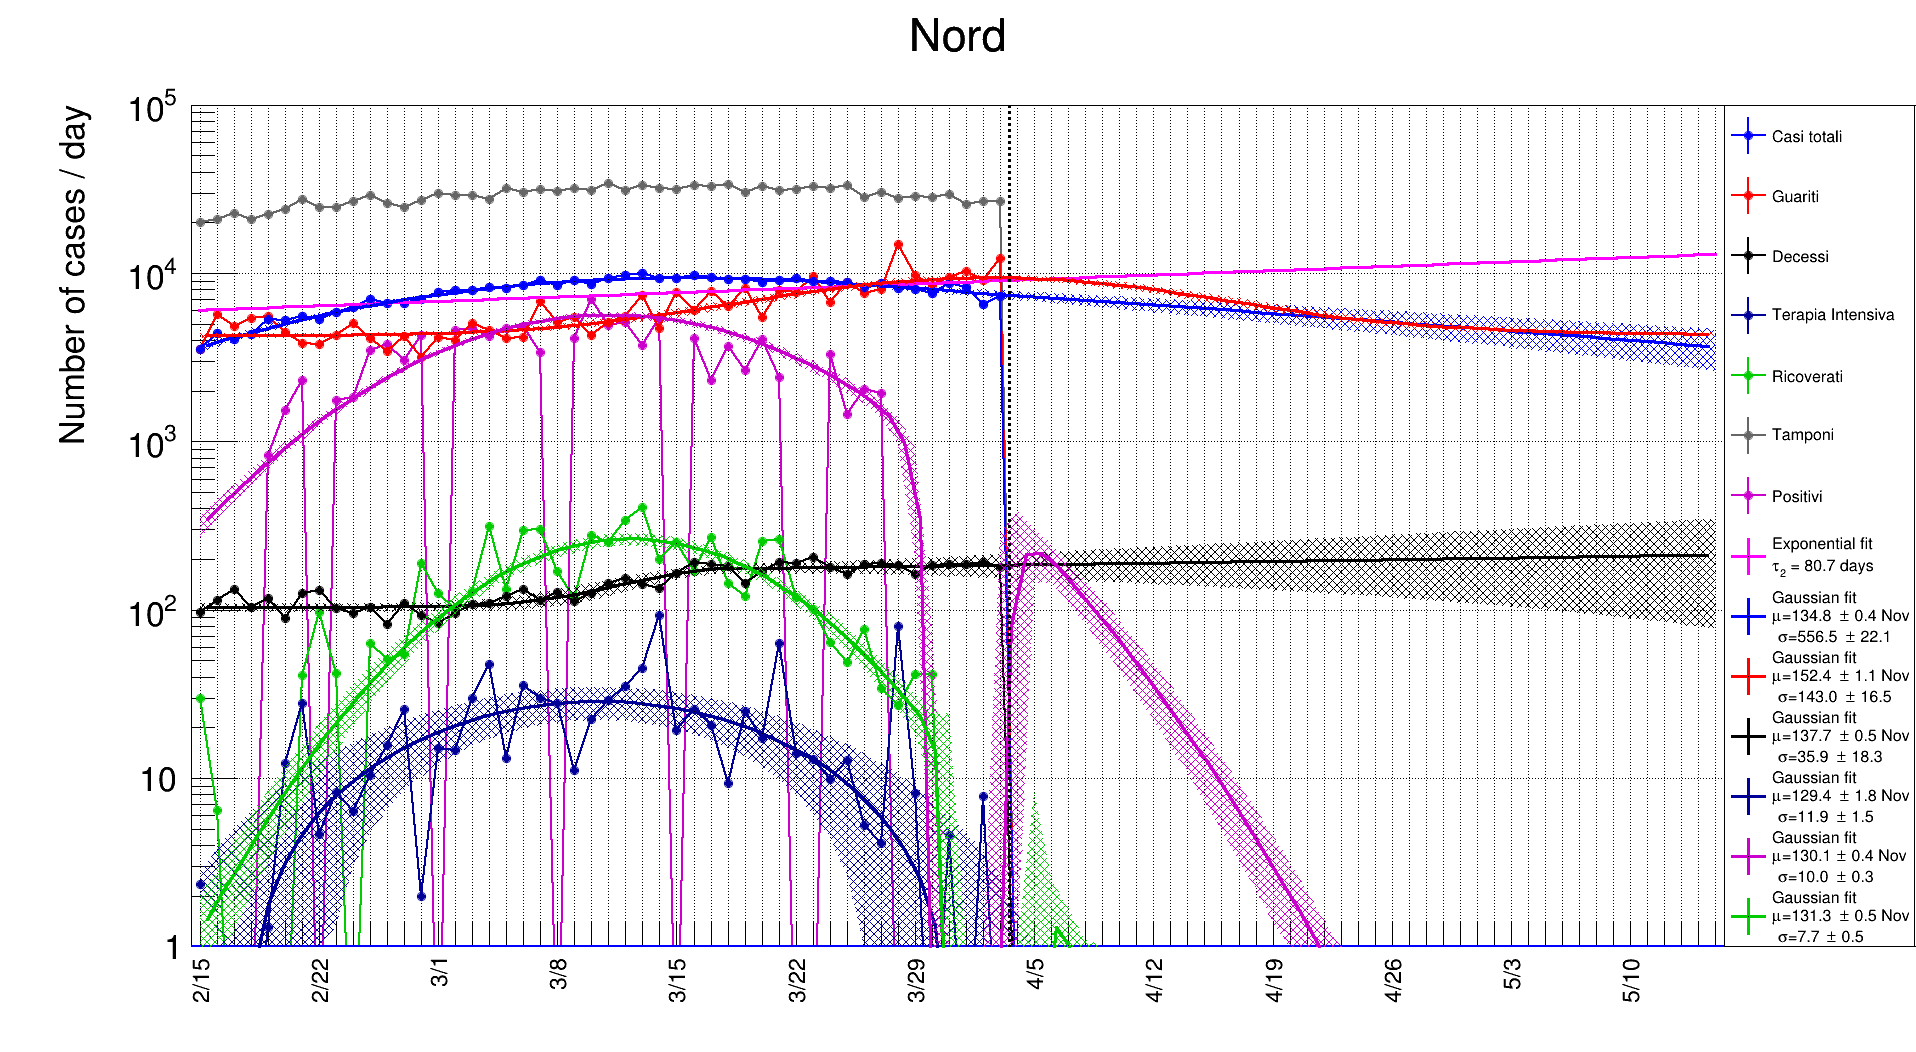 Nord
Number of cases / day
10^5
10^4
10^3
10^2
10
1
2/15
2/22
3/1
3/8
3/15
3/22
3/29
4/5
4/12
4/19
4/26
5/3
5/10
Casi totali
Guariti
Decessi
Terapia Intensiva
Ricoverati
Tamponi
Positivi
Exponential fit
τ₂ = 80.7 days
Gaussian fit
μ=134.8 ± 0.4 Nov
σ=556.5 ± 22.1
Gaussian fit
μ=152.4 ± 1.1 Nov
σ=143.0 ± 16.5
Gaussian fit
μ=137.7 ± 0.5 Nov
σ=35.9 ± 18.3
Gaussian fit
μ=129.4 ± 1.8 Nov
σ=11.9 ± 1.5
Gaussian fit
μ=130.1 ± 0.4 Nov
σ=10.0 ± 0.3
Gaussian fit
μ=131.3 ± 0.5 Nov
σ=7.7 ± 0.5